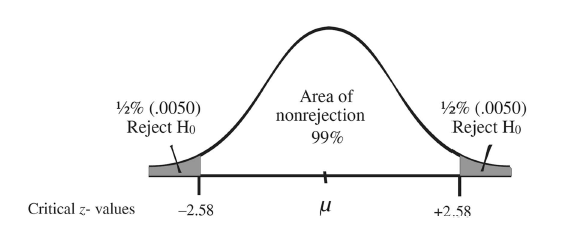 Area of
nonrejection
99%
½% (.0050)
Reject H₀
½% (.0050)
Reject H₀
Critical z- values
–2.58
μ
+2.58